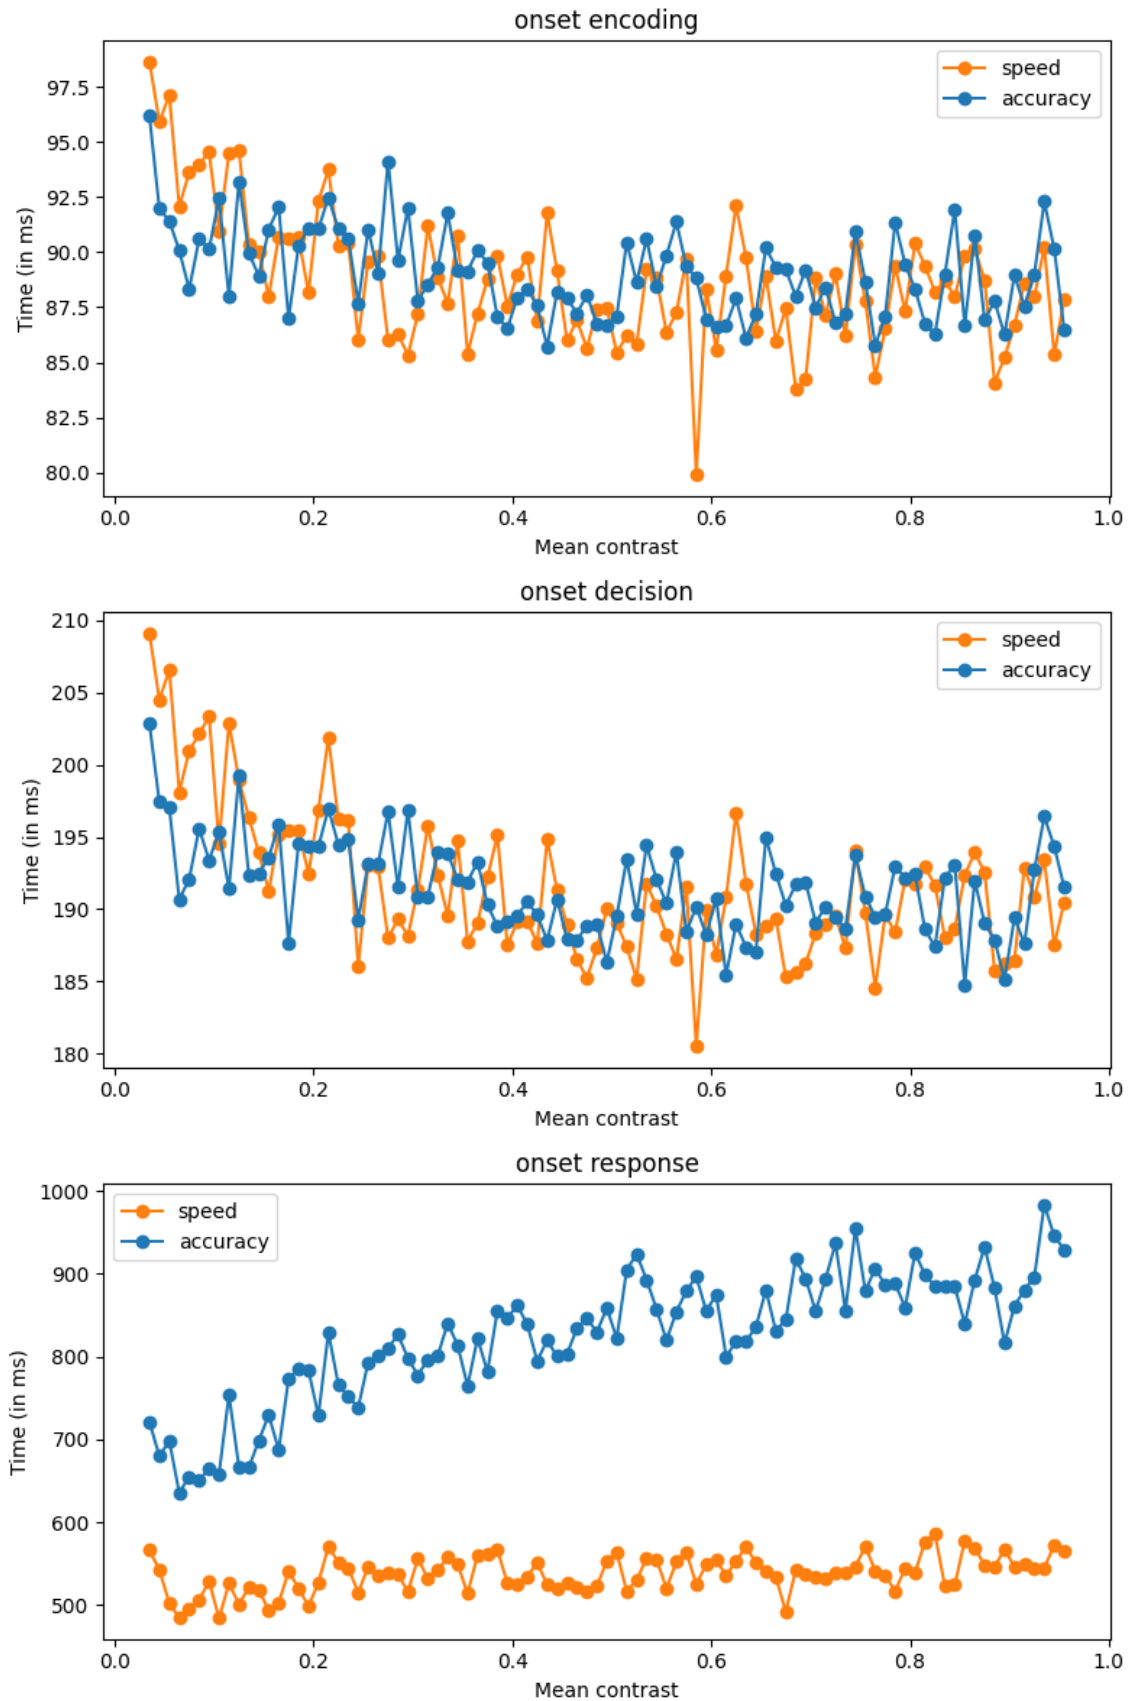 onset encoding
speed
accuracy
97.5
95.0
92.5
90.0
87.5
85.0
82.5
80.0
Time (in ms)
0.0 0.2 0.4 0.6 0.8 1.0
Mean contrast
onset decision
speed
accuracy
210
205
200
195
190
185
180
Time (in ms)
0.0 0.2 0.4 0.6 0.8 1.0
Mean contrast
onset response
speed
accuracy
1000
900
800
700
600
500
Time (in ms)
0.0 0.2 0.4 0.6 0.8 1.0
Mean contrast